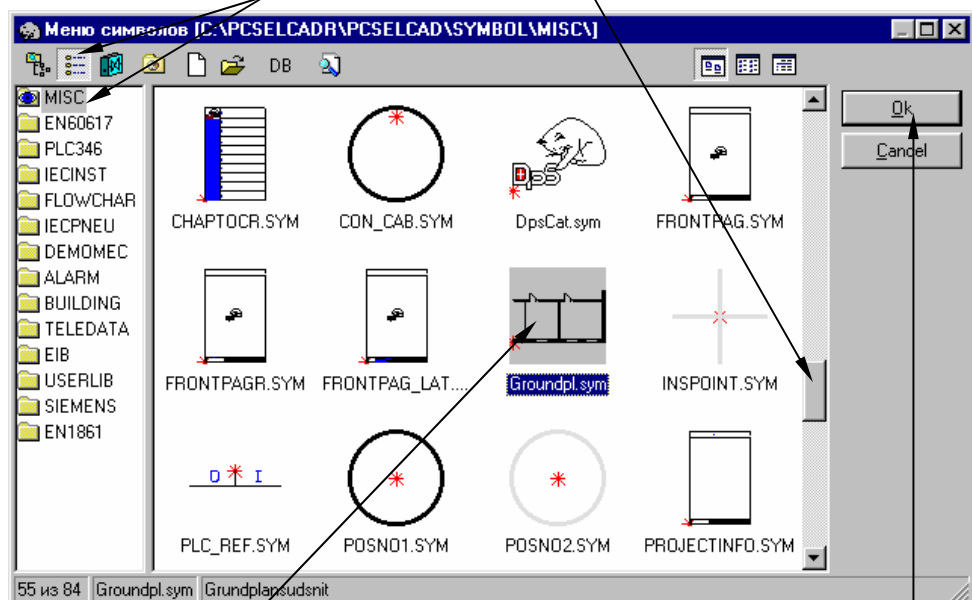 Меню символов [C:\PCSELCADR\PCSELCAD\SYMBOL\MISC\]
DB
MISC
EN60617
PLC346
IECINST
FLOWCHAR
IECPNEU
DEMOMEC
ALARM
BUILDING
TELEDATA
EIB
USERLIB
SIEMENS
EN1861
CHAPTOCR.SYM CON_CAB.SYM DpsCat.sym FRONTPAG.SYM
FRONTPAGR.SYM FRONTPAG_LAT.... Groundpl.sym INSPOINT.SYM
O I
PLC_REF.SYM POSNO1.SYM POSNO2.SYM PROJECTINFO.SYM
Ok
Cancel
DpS
55 из 84 Groundpl.sym Grundplansudsnit